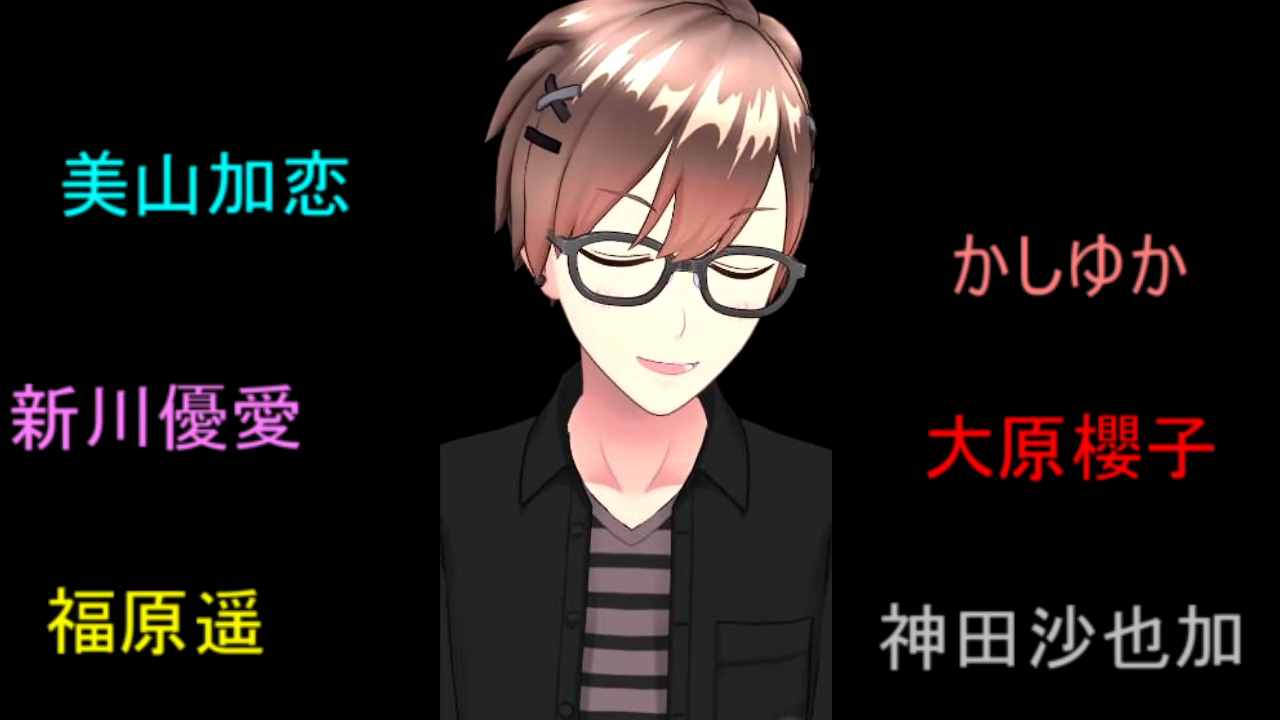 美山加恋
新川優愛
福原遥
かしゆか
大原櫻子
神田沙也加